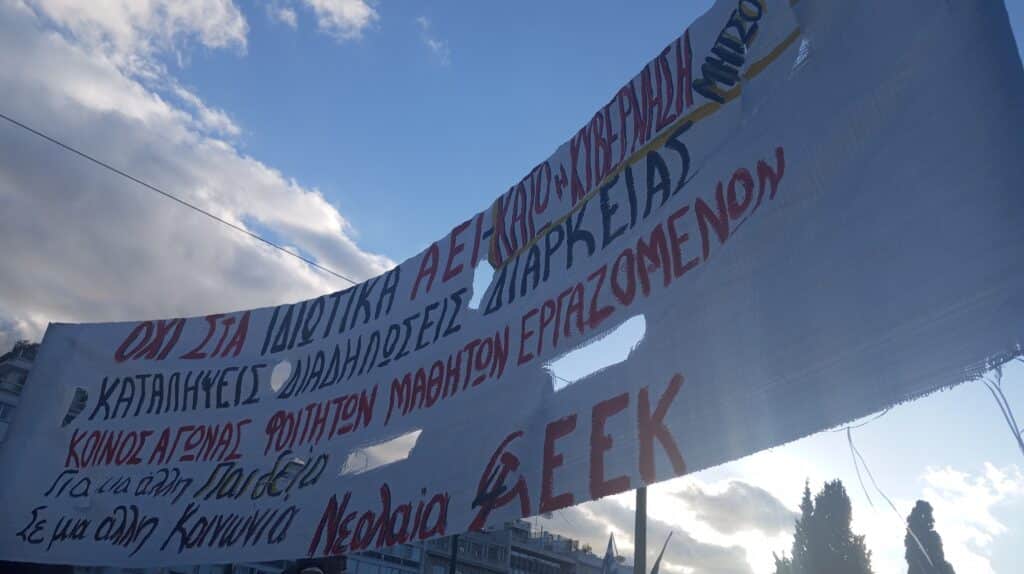 ΟΧΙ ΣΤΑ ΙΔΙΩΤΙΚΑ ΑΕΙ-ΚΑΤΩ Η ΚΥΒΕΡΝΗΣΗ ΜΗΤΣΟ
ΚΑΤΑΛΗΨΕΙΣ ΔΙΑΔΗΛΩΣΕΙΣ ΔΙΑΡΚΕΙΑΣ
ΚΟΙΝΟΣ ΑΓΩΝΑΣ ΦΟΙΤΗΤΩΝ ΜΑΘΗΤΩΝ ΕΡΓΑΖΟΜΕΝΩΝ
Για μια άλλη Παιδεία
Σε μια άλλη Κοινωνία Νεολαία ΕΕΚ